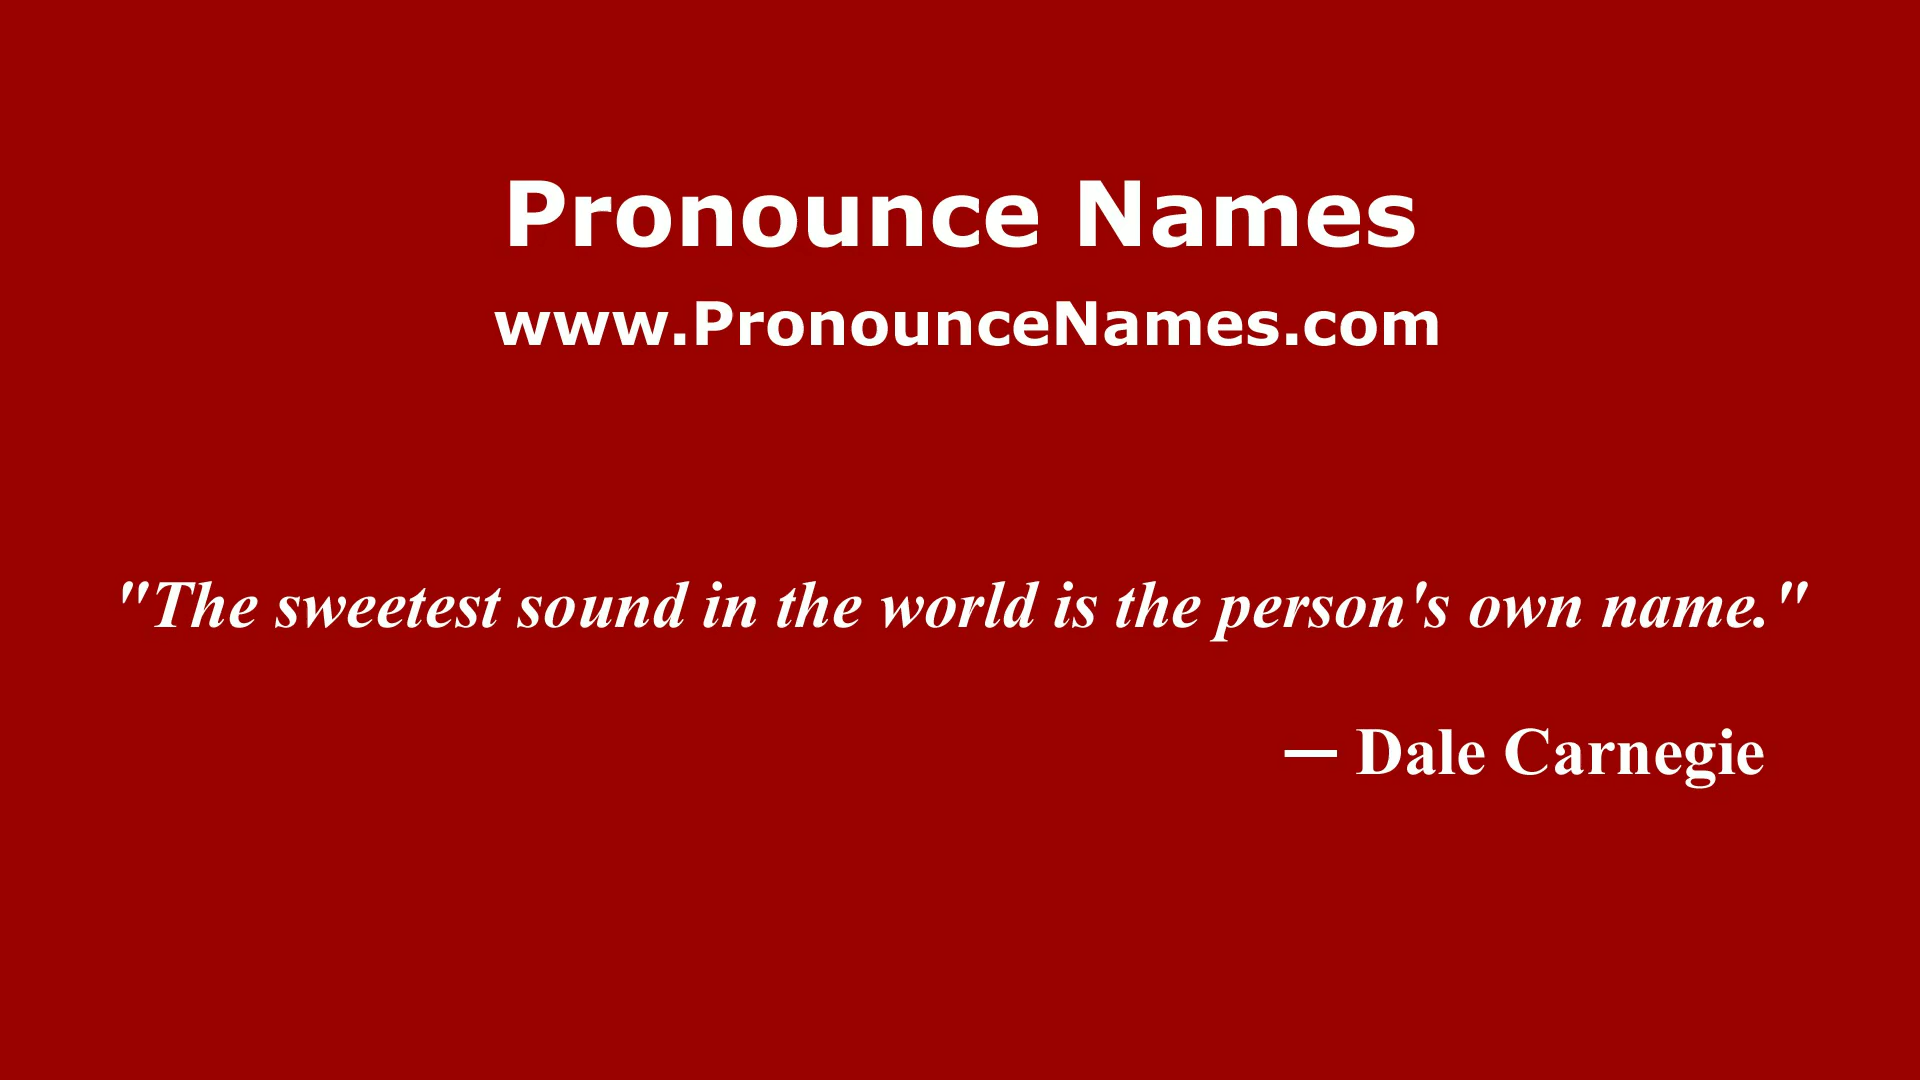 Pronounce Names
www.PronounceNames.com
"The sweetest sound in the world is the person's own name."
— Dale Carnegie